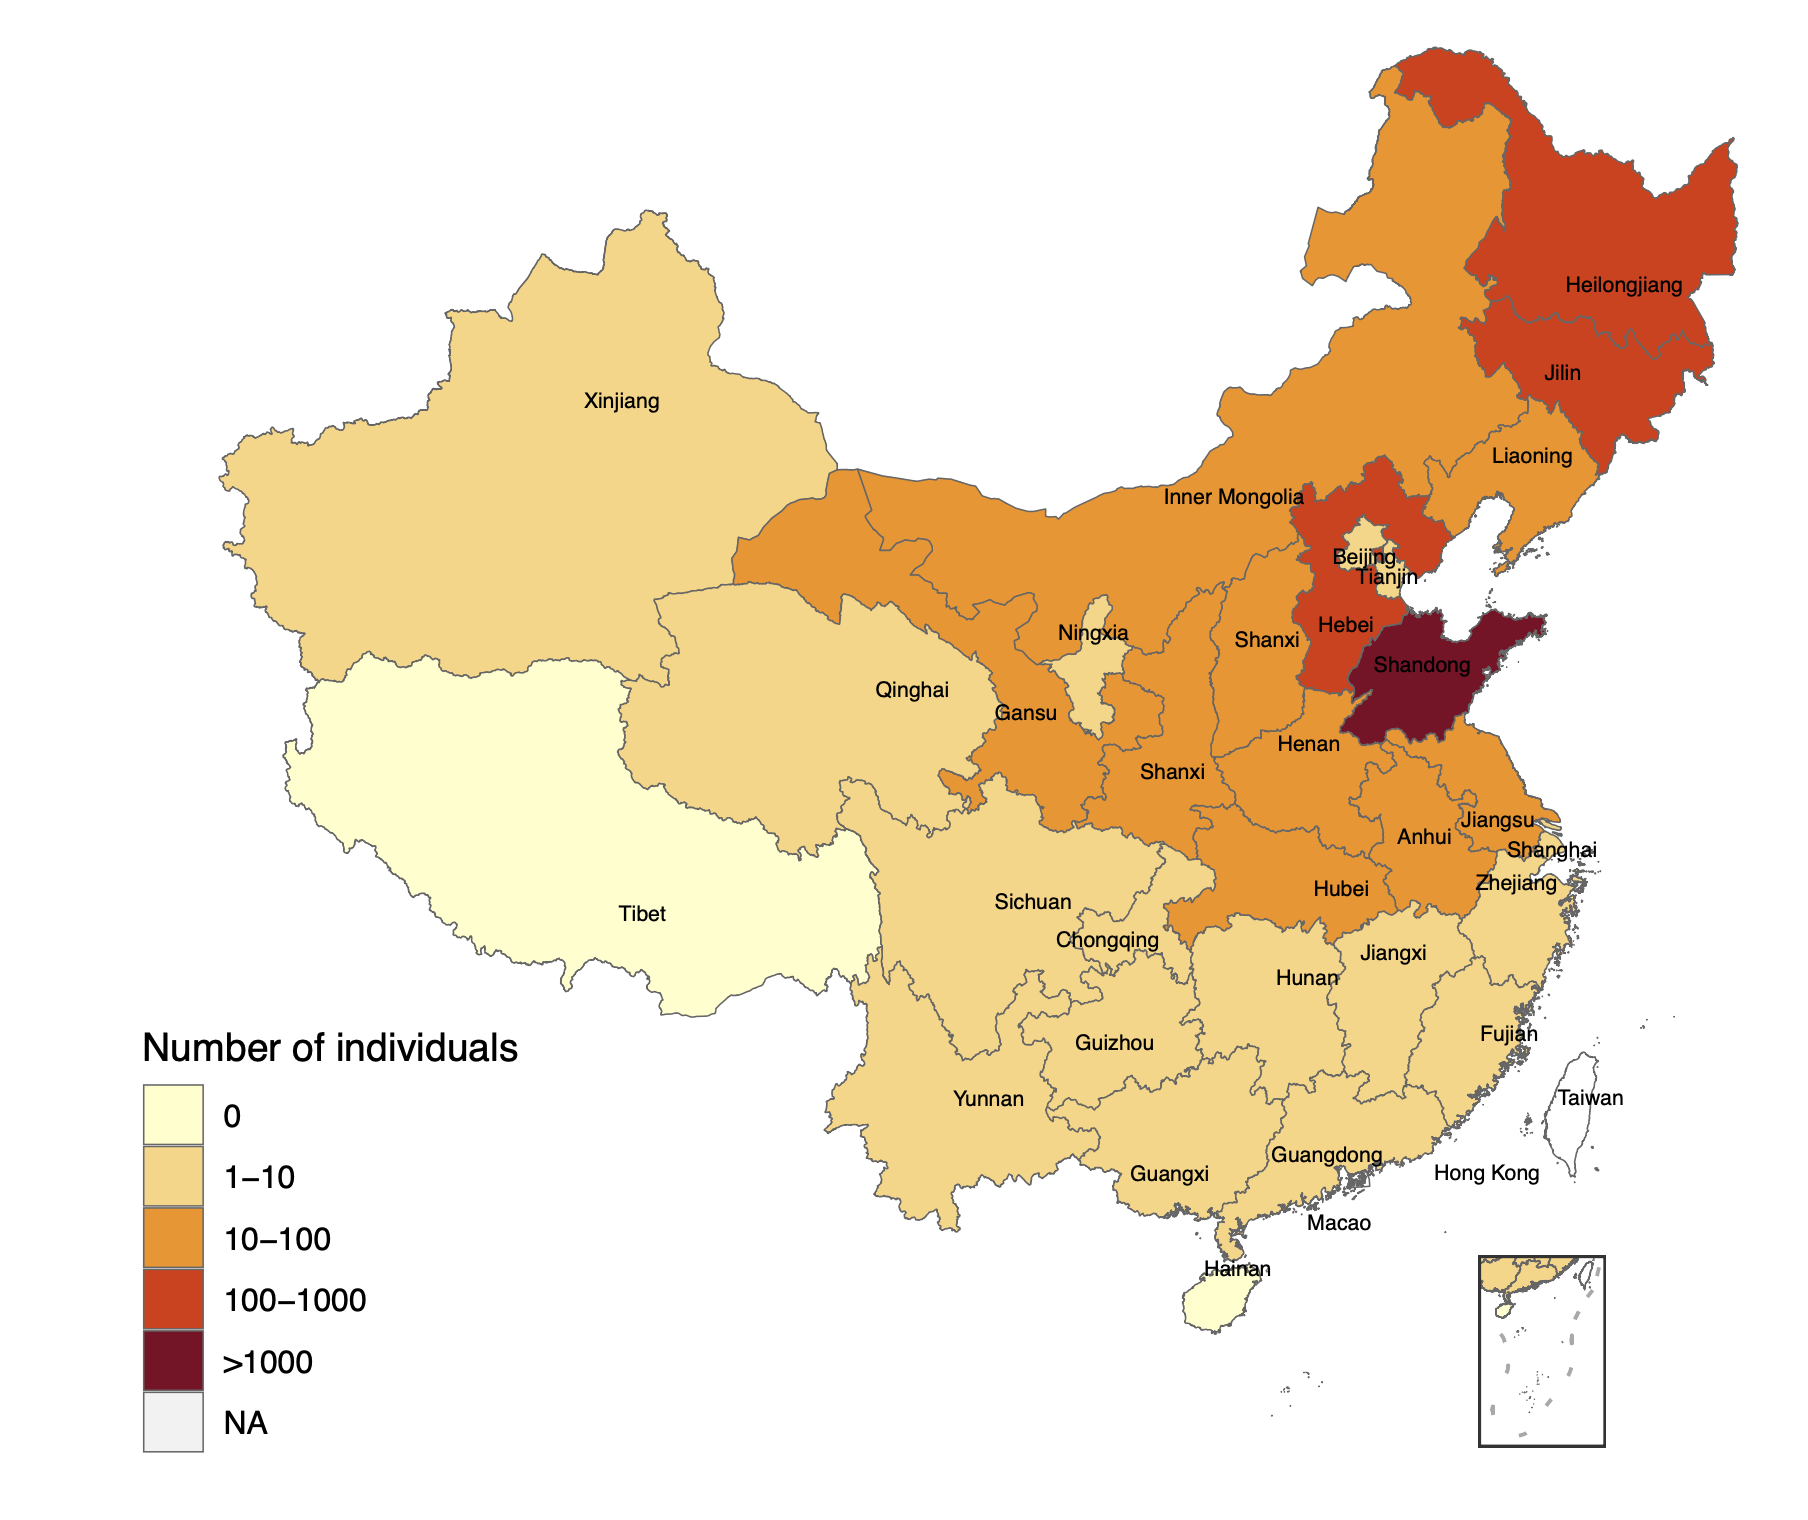 Heilongjiang
Jilin
Xinjiang
Liaoning
Inner Mongolia
Beijing
Tianjin
Hebei
Ningxia
Shanxi
Shandong
Qinghai
Gansu
Henan
Shanxi
Jiangsu
Anhui
Shanghai
Zhejiang
Hubei
Sichuan
Tibet
Chongqing
Jiangxi
Hunan
Fujian
Guizhou
Yunnan
Taiwan
Guangdong
Guangxi
Hong Kong
Macao
Hainan
Number of individuals
0
1–10
10–100
100–1000
>1000
NA